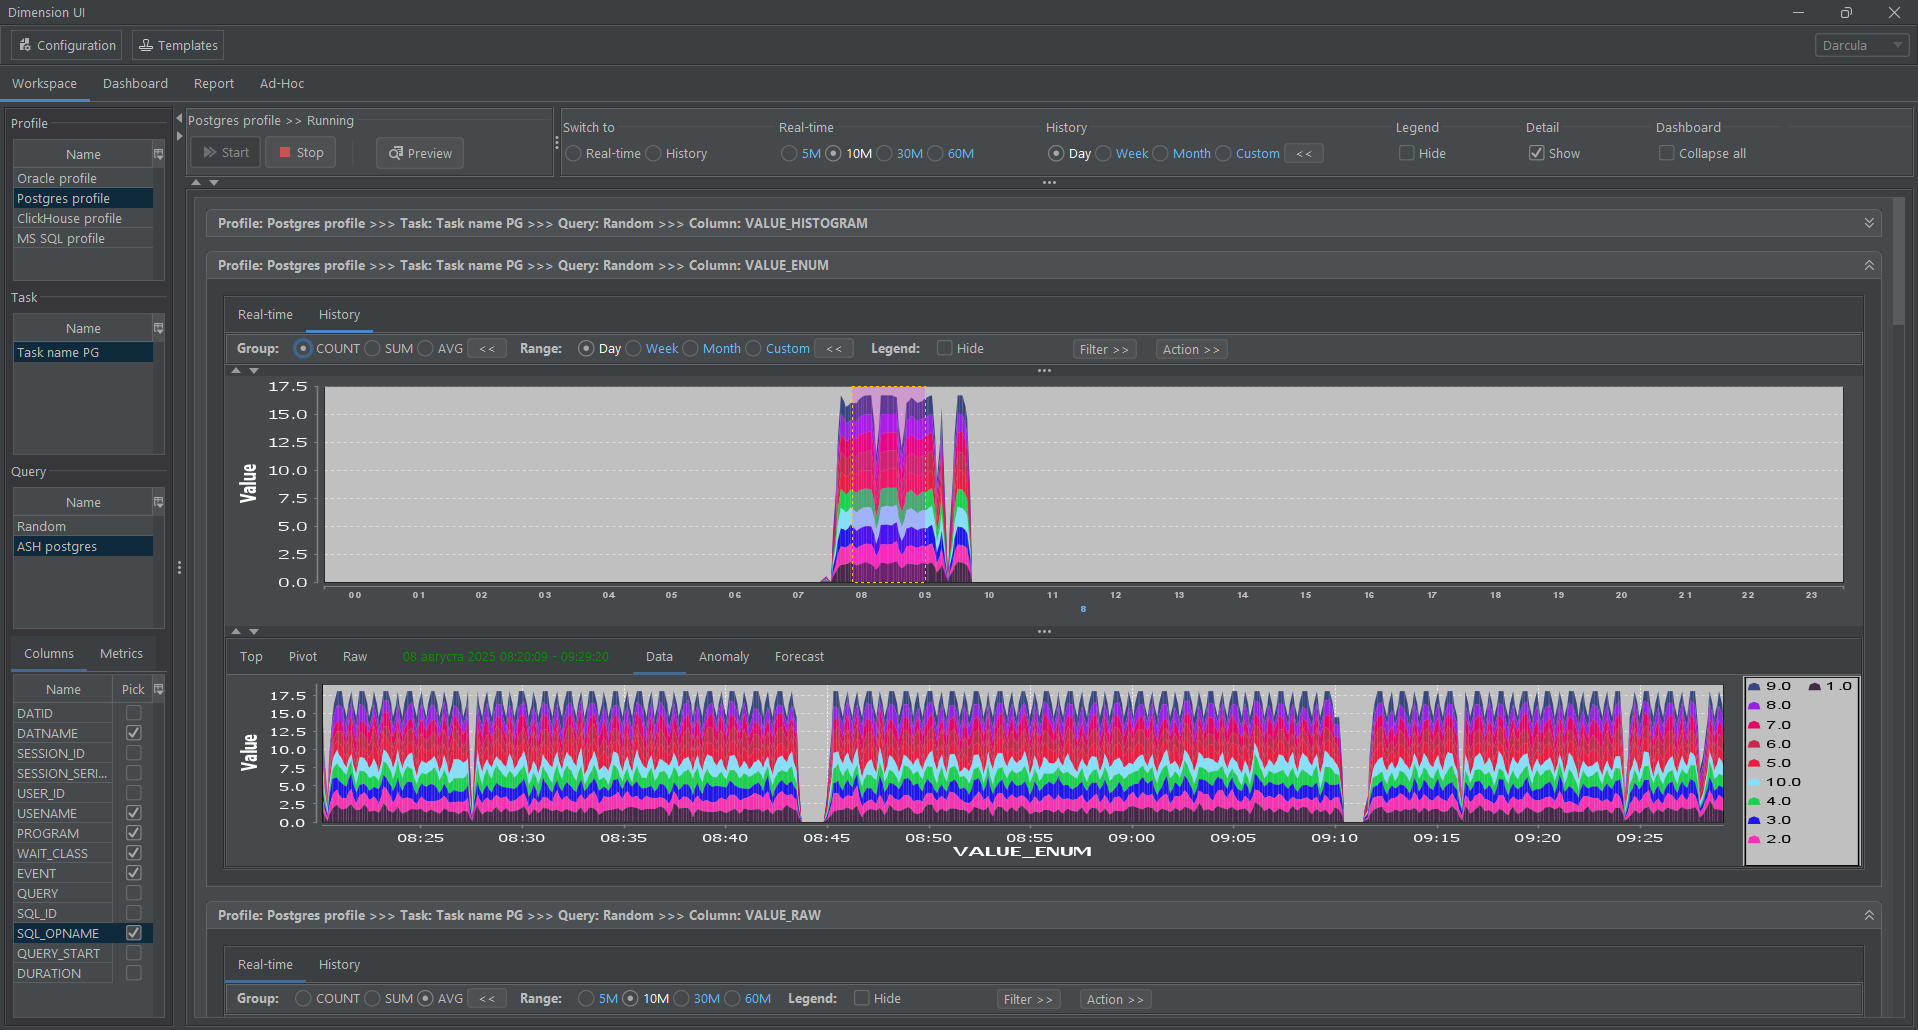 Dimension UI
Configuration Templates Darcula
Workspace Dashboard Report Ad-Hoc
Profile
Name
Oracle profile
Postgres profile
ClickHouse profile
MS SQL profile
Task
Name
Task name PG
Query
Name
Random
ASH postgres
Columns Metrics
Name Pick
DATID
DATNAME
SESSION_ID
SESSION_SERI...
USER_ID
USENAME
PROGRAM
WAIT_CLASS
EVENT
QUERY
SQL_ID
SQL_OPNAME
QUERY_START
DURATION
Postgres profile >> Running
Start Stop Preview
Switch to Real-time History Legend Detail Dashboard
Real-time History 5M 10M 30M 60M Day Week Month Custom << Hide Show Collapse all
Profile: Postgres profile >>> Task: Task name PG >>> Query: Random >>> Column: VALUE_HISTOGRAM
Profile: Postgres profile >>> Task: Task name PG >>> Query: Random >>> Column: VALUE_ENUM
Real-time History
Group: COUNT SUM AVG << Range: Day Week Month Custom << Legend: Hide Filter >> Action >>
Value
17.5
15.0
12.5
10.0
7.5
5.0
2.5
0.0
00 01 02 03 04 05 06 07 08 09 10 11 12 13 14 15 16 17 18 19 20 21 22 23
8
Top Pivot Raw 08 августа 2025 08:20:09 - 09:29:20 Data Anomaly Forecast
Value
17.5
15.0
12.5
10.0
7.5
5.0
2.5
0.0
08:25 08:30 08:35 08:40 08:45 08:50 08:55 09:00 09:05 09:10 09:15 09:20 09:25
VALUE_ENUM
9.0 1.0
8.0
7.0
6.0
5.0
10.0
4.0
3.0
2.0
Profile: Postgres profile >>> Task: Task name PG >>> Query: Random >>> Column: VALUE_RAW
Real-time History
Group: COUNT SUM AVG << Range: 5M 10M 30M 60M Legend: Hide Filter >> Action >>